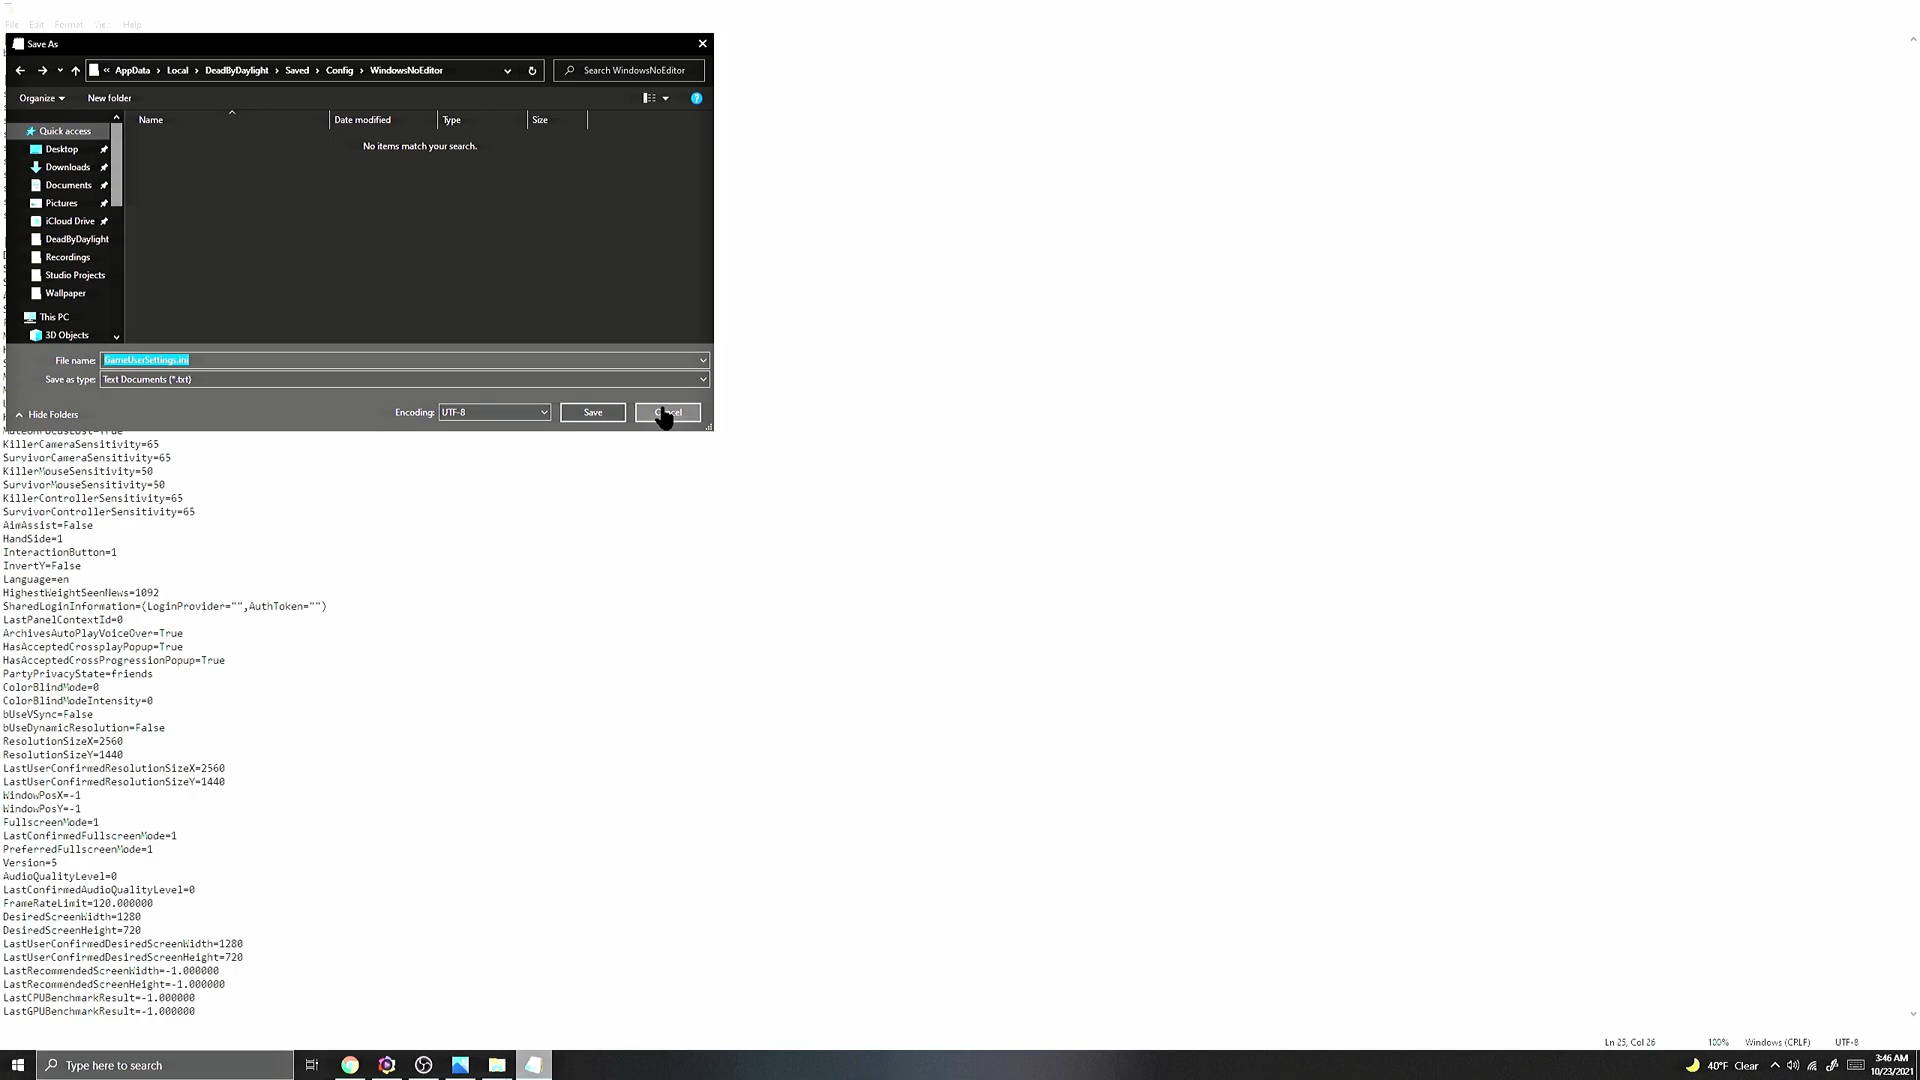 File Edit Format Help
Save As
« AppData › Local › DeadByDaylight › Saved › Config › WindowsNoEditor
Search WindowsNoEditor
Organize
New folder
Name
Date modified
Type
Size
No items match your search.
Quick access
Desktop
Downloads
Documents
Pictures
iCloud Drive
DeadByDaylight
Recordings
Studio Projects
Wallpaper
This PC
3D Objects
File name: GameUserSettings.ini
Save as type: Text Documents (*.txt)
Hide Folders
Encoding: UTF-8
Save
Cancel
MuteOnFocusLost=True
KillerCameraSensitivity=65
SurvivorCameraSensitivity=65
KillerMouseSensitivity=50
SurvivorMouseSensitivity=50
KillerControllerSensitivity=65
SurvivorControllerSensitivity=65
AimAssist=False
HandSide=1
InteractionButton=1
InvertY=False
Language=en
HighestWeightSeenNews=1092
SharedLoginInformation=(LoginProvider="",AuthToken="")
LastPanelContextId=0
ArchivesAutoPlayVoiceOver=True
HasAcceptedCrossplayPopup=True
HasAcceptedCrossProgressionPopup=True
PartyPrivacyState=friends
ColorBlindMode=0
ColorBlindModeIntensity=0
bUseVSync=False
bUseDynamicResolution=False
ResolutionSizeX=2560
ResolutionSizeY=1440
LastUserConfirmedResolutionSizeX=2560
LastUserConfirmedResolutionSizeY=1440
WindowPosX=-1
WindowPosY=-1
FullscreenMode=1
LastConfirmedFullscreenMode=1
PreferredFullscreenMode=1
Version=5
AudioQualityLevel=0
LastConfirmedAudioQualityLevel=0
FrameRateLimit=120.000000
DesiredScreenWidth=1280
DesiredScreenHeight=720
LastUserConfirmedDesiredScreenWidth=1280
LastUserConfirmedDesiredScreenHeight=720
LastRecommendedScreenWidth=-1.000000
LastRecommendedScreenHeight=-1.000000
LastCPUBenchmarkResult=-1.000000
LastGPUBenchmarkResult=-1.000000
Ln 25, Col 26
100%
Windows (CRLF)
UTF-8
Type here to search
40°F Clear
3:46 AM
10/23/2021